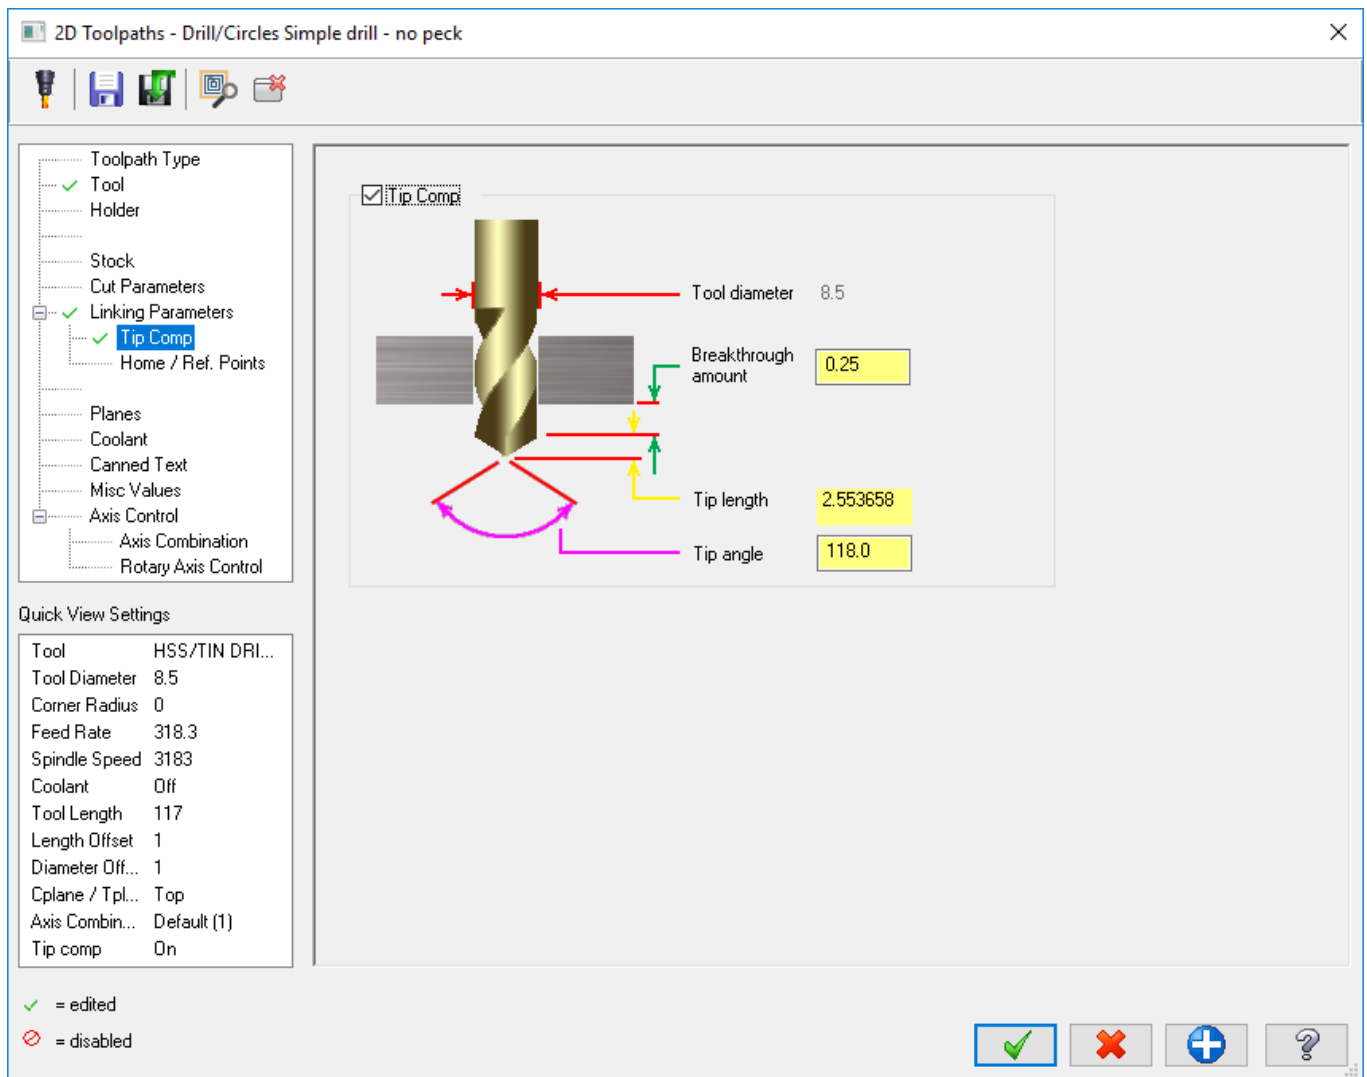 2D Toolpaths - Drill/Circles Simple drill - no peck
Toolpath Type
Tool
Holder
Stock
Cut Parameters
Linking Parameters
Tip Comp
Home / Ref. Points
Planes
Coolant
Canned Text
Misc Values
Axis Control
Axis Combination
Rotary Axis Control
Tip Comp
Tool diameter 8.5
Breakthrough
amount 0.25
Tip length 2.553658
Tip angle 118.0
Quick View Settings
Tool HSS/TIN DRI...
Tool Diameter 8.5
Corner Radius 0
Feed Rate 318.3
Spindle Speed 3183
Coolant Off
Tool Length 117
Length Offset 1
Diameter Off... 1
Cplane / Tpl... Top
Axis Combin... Default (1)
Tip comp On
= edited
= disabled